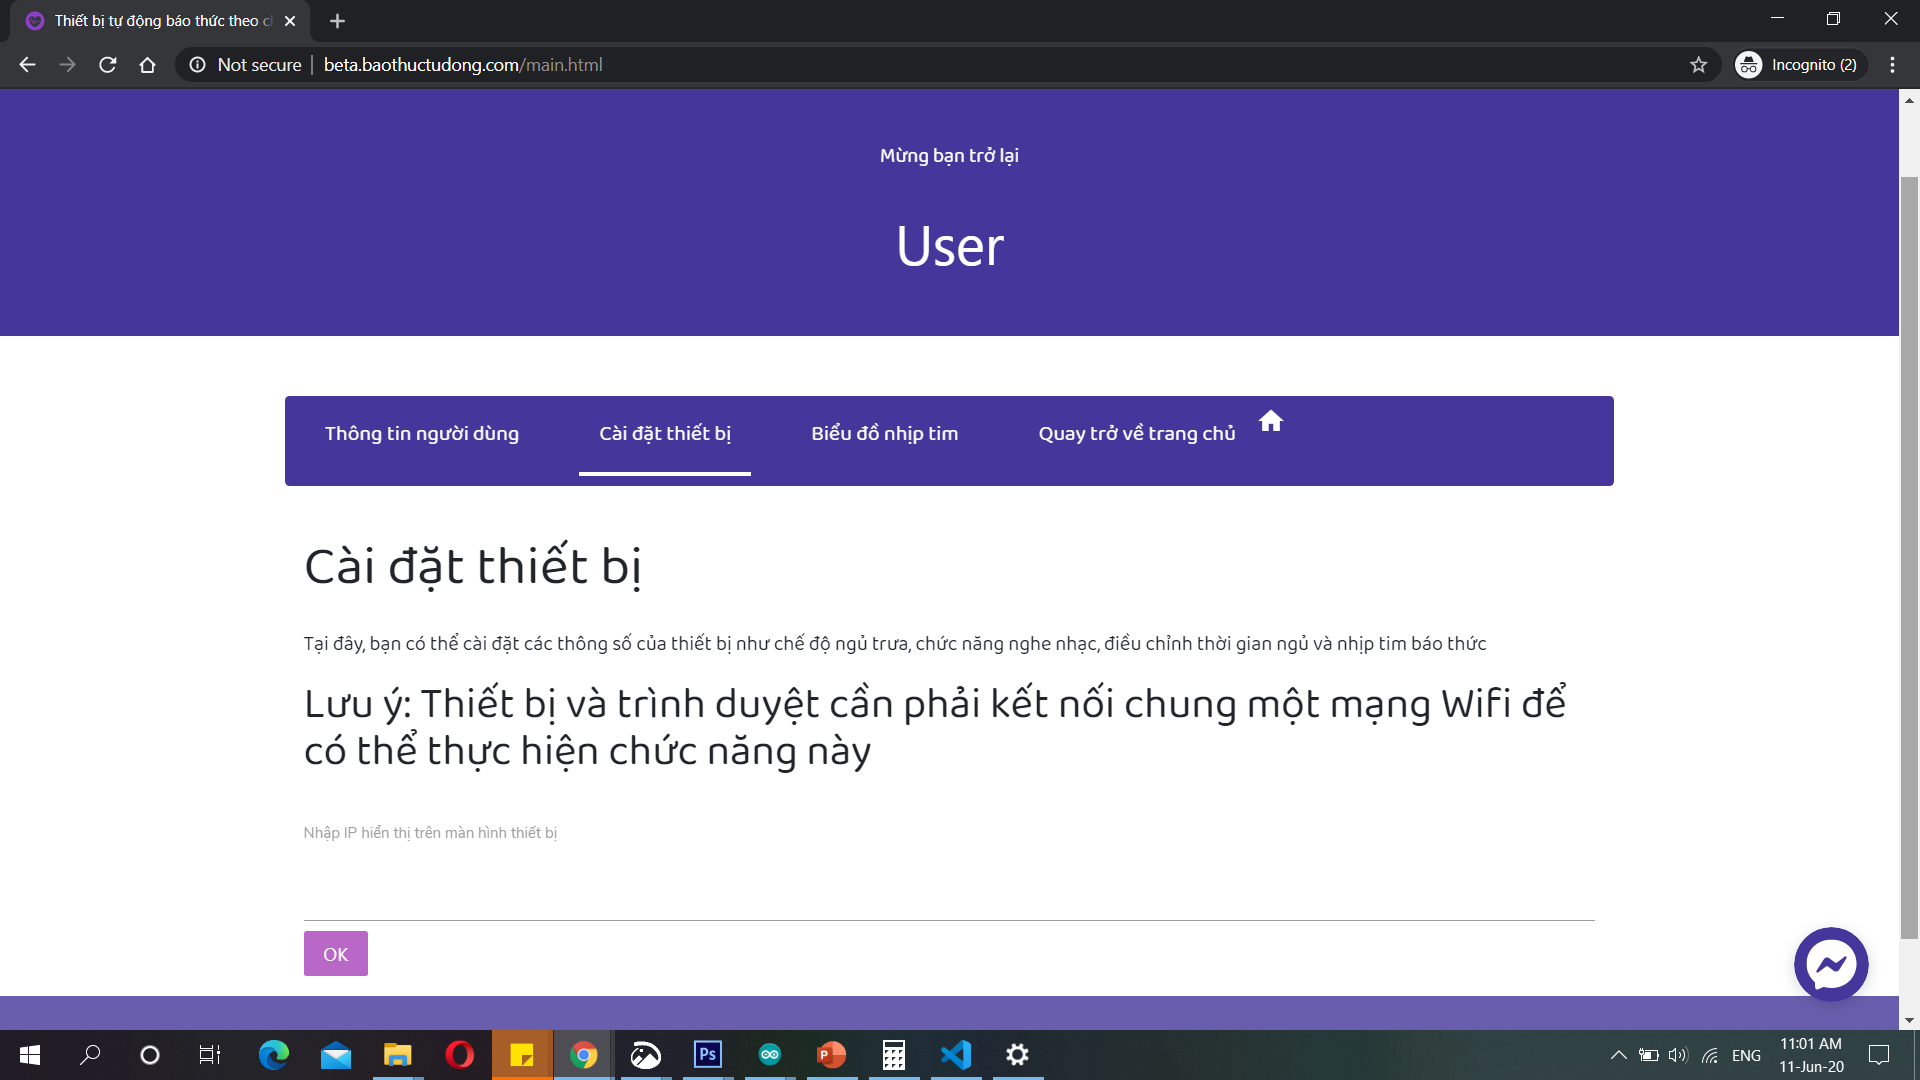 Thiết bị tự động báo thức theo c
Not secure
beta.baothuctudong.com/main.html
Incognito (2)
Mừng bạn trở lại
User
Thông tin người dùng
Cài đặt thiết bị
Biểu đồ nhịp tim
Quay trở về trang chủ
Cài đặt thiết bị
Tại đây, bạn có thể cài đặt các thông số của thiết bị như chế độ ngủ trưa, chức năng nghe nhạc, điều chỉnh thời gian ngủ và nhịp tim báo thức
Lưu ý: Thiết bị và trình duyệt cần phải kết nối chung một mạng Wifi để
có thể thực hiện chức năng này
Nhập IP hiển thị trên màn hình thiết bị
OK
Ps
P
ENG
11:01 AM
11-Jun-20